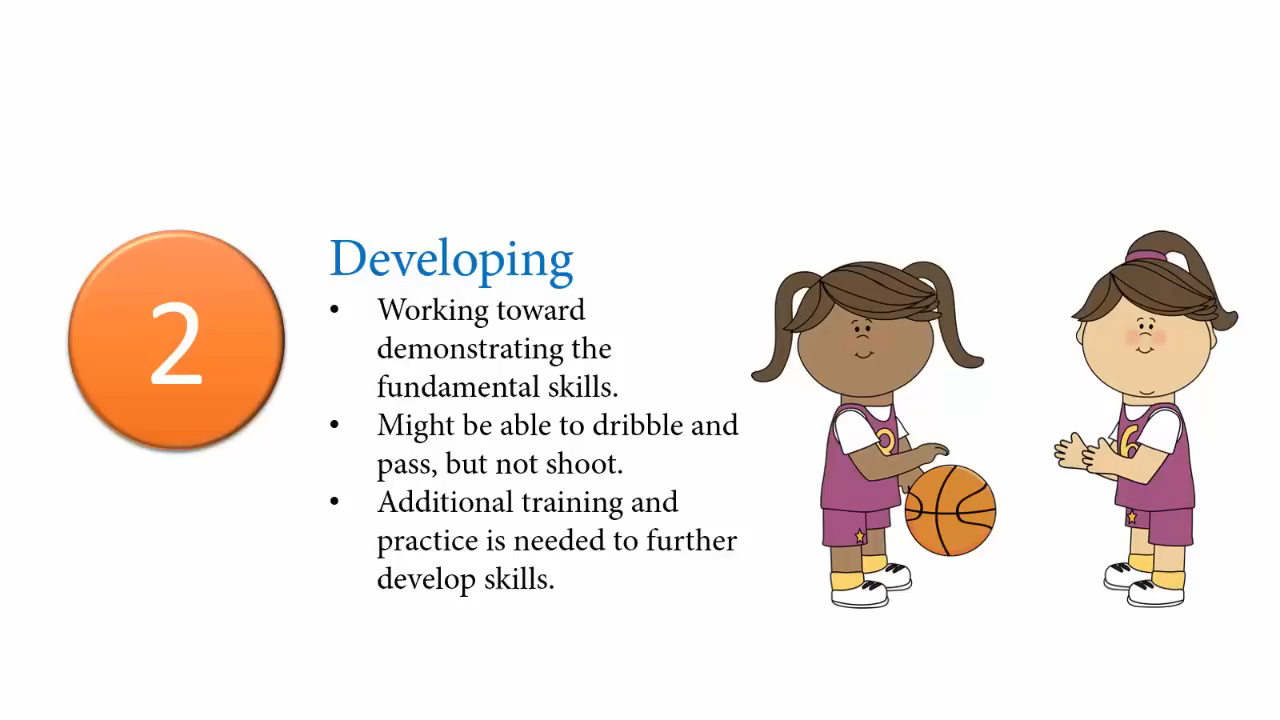 2
Developing
• Working toward
demonstrating the
fundamental skills.
• Might be able to dribble and
pass, but not shoot.
• Additional training and
practice is needed to further
develop skills.
6